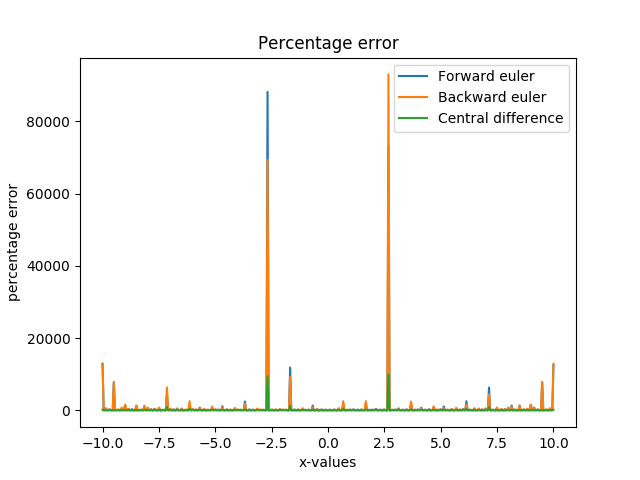 Percentage error
Forward euler
Backward euler
Central difference
80000
60000
40000
20000
0
percentage error
−10.0 −7.5 −5.0 −2.5 0.0 2.5 5.0 7.5 10.0
x-values